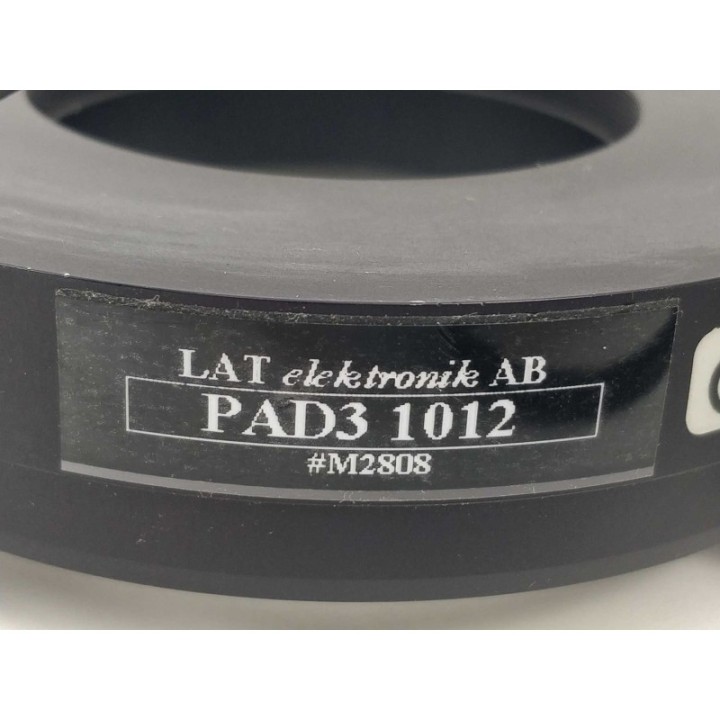 LAT elektronik AB
PAD3 1012
#M2808